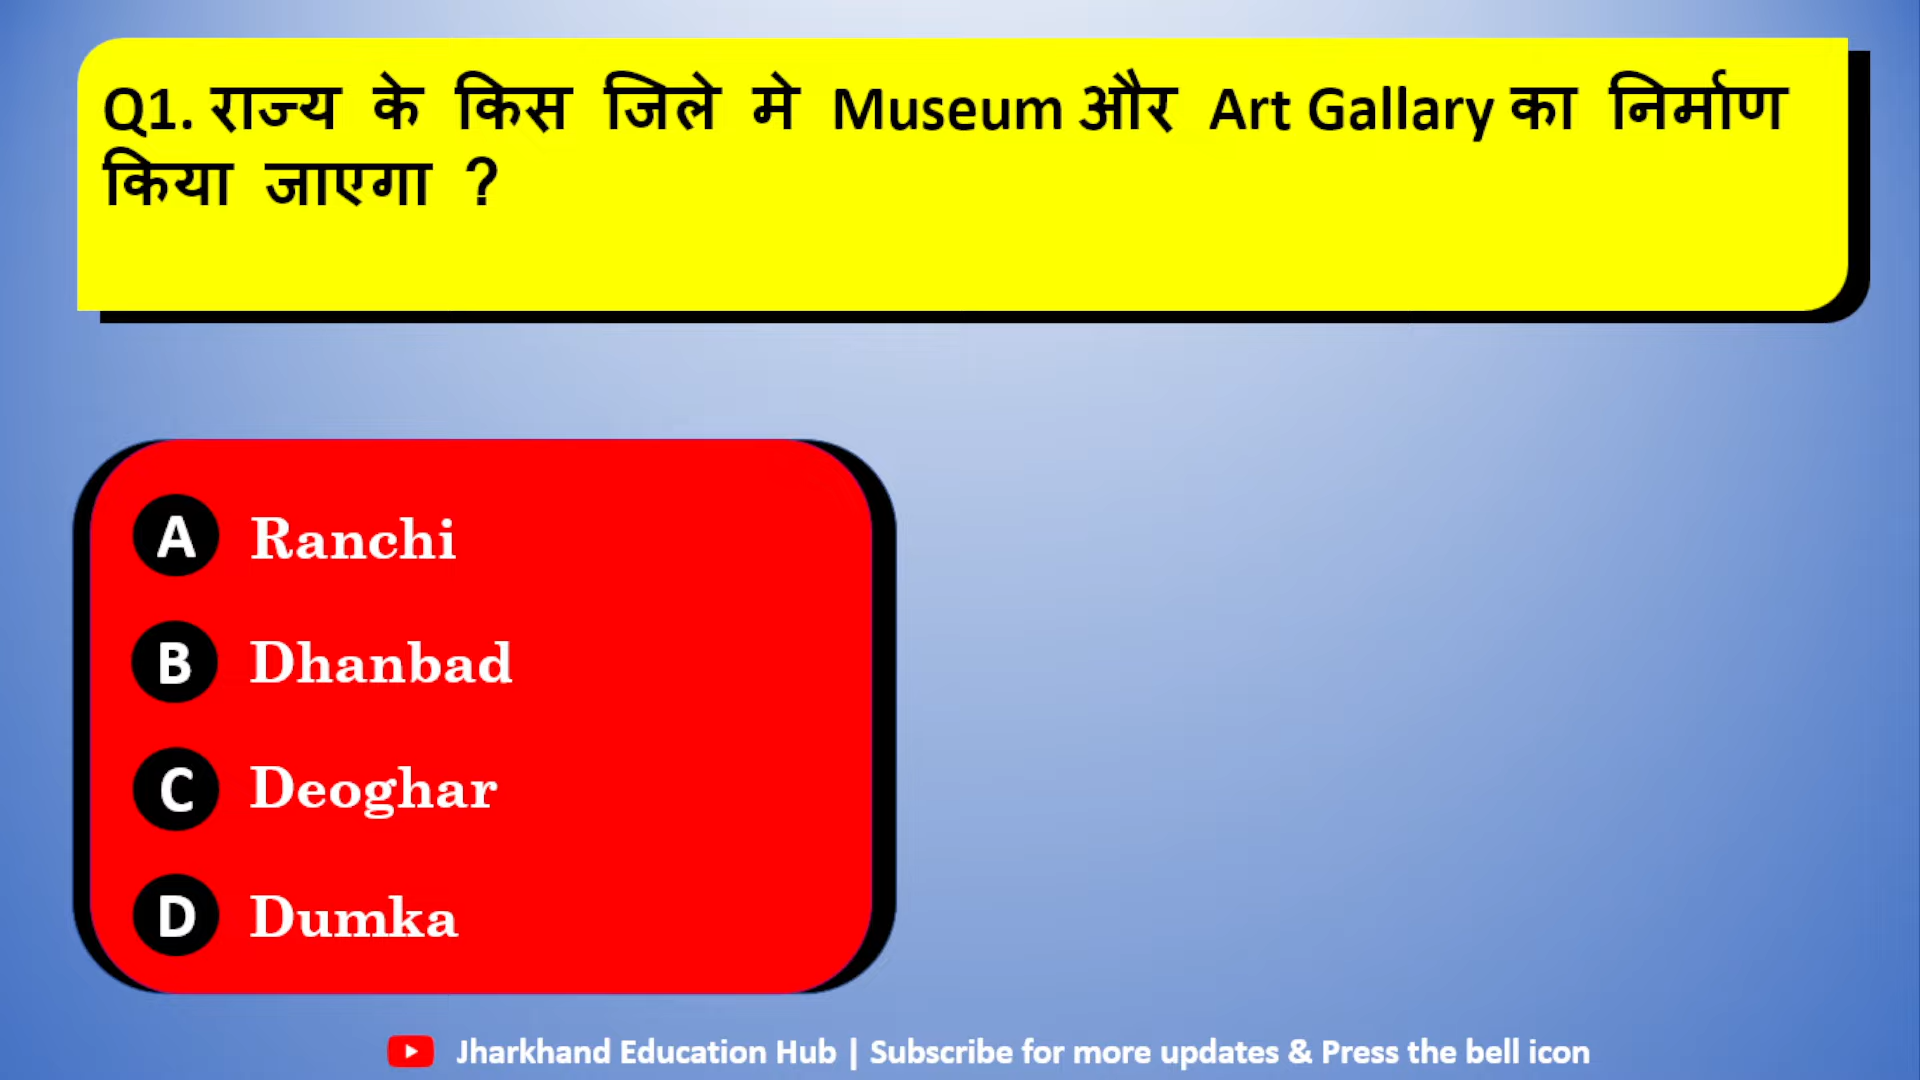 Q1. राज्य के किस जिले मे Museum और Art Gallary का निर्माण
किया जाएगा ?
A Ranchi
B Dhanbad
C Deoghar
D Dumka
Jharkhand Education Hub | Subscribe for more updates & Press the bell icon